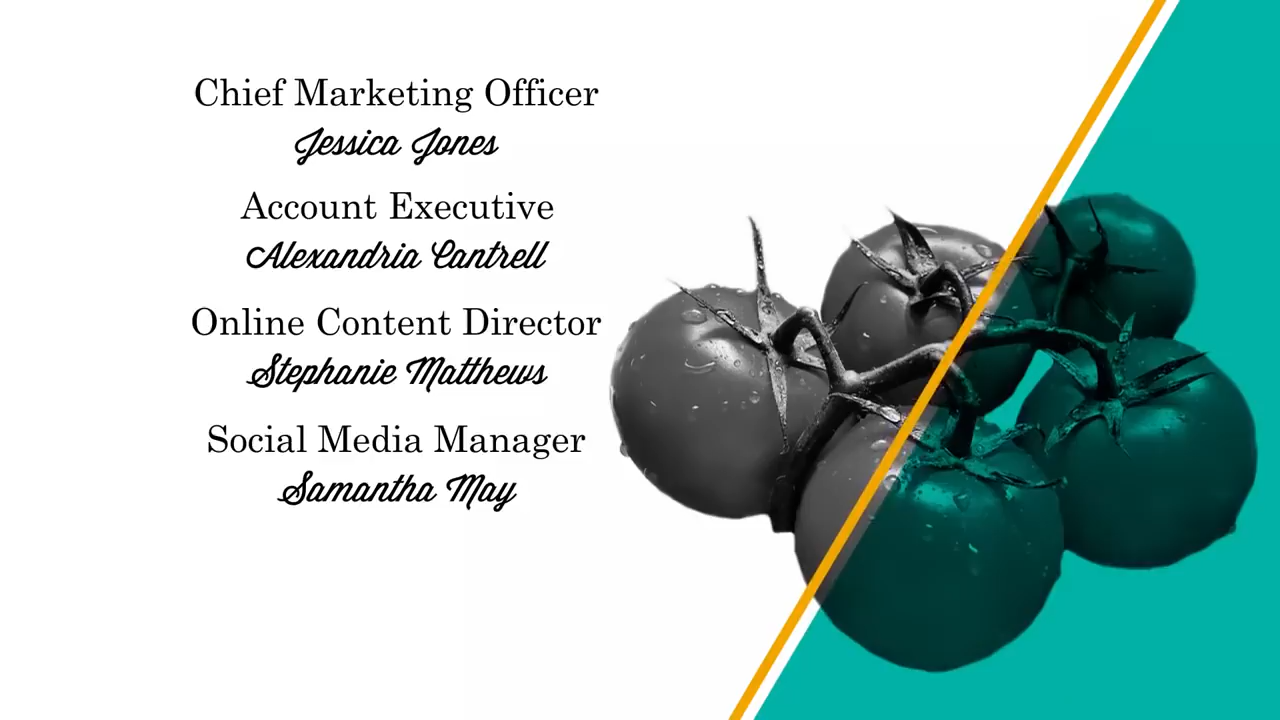 Chief Marketing Officer
Jessica Jones
Account Executive
Alexandria Cantrell
Online Content Director
Stephanie Matthews
Social Media Manager
Samantha May